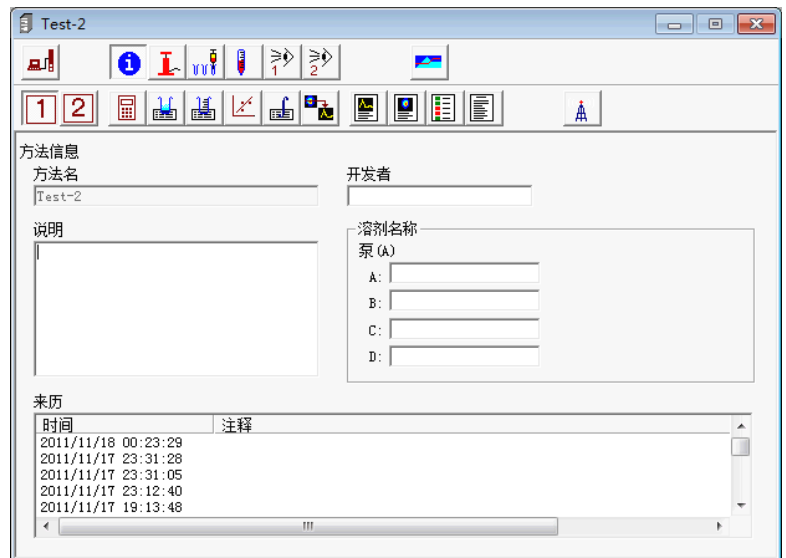 Test-2
1 2
1 2
方法信息
方法名
Test-2
开发者
说明
溶剂名称
泵(A)
A:
B:
C:
D:
来历
时间 注释
2011/11/18 00:23:29
2011/11/17 23:31:28
2011/11/17 23:31:05
2011/11/17 23:12:40
2011/11/17 19:13:48